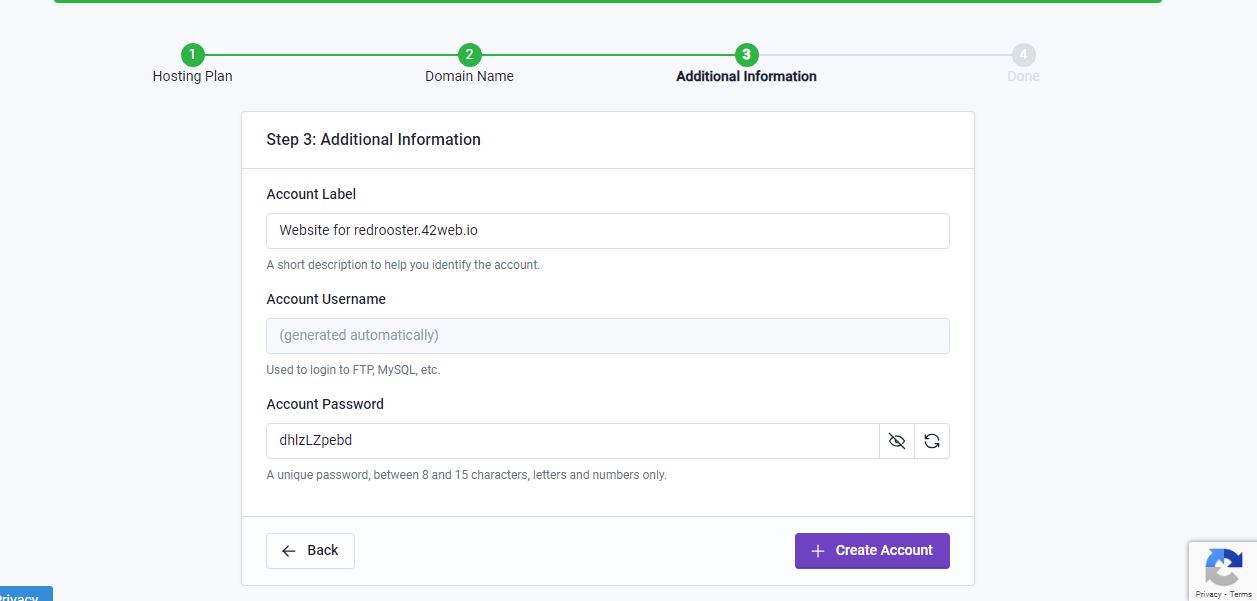 1
2
3
4
Hosting Plan
Domain Name
Additional Information
Done
Step 3: Additional Information
Account Label
Website for redrooster.42web.io
A short description to help you identify the account.
Account Username
(generated automatically)
Used to login to FTP, MySQL, etc.
Account Password
dhlzLZpebd
A unique password, between 8 and 15 characters, letters and numbers only.
Back
Create Account
Privacy - Terms
Privacy